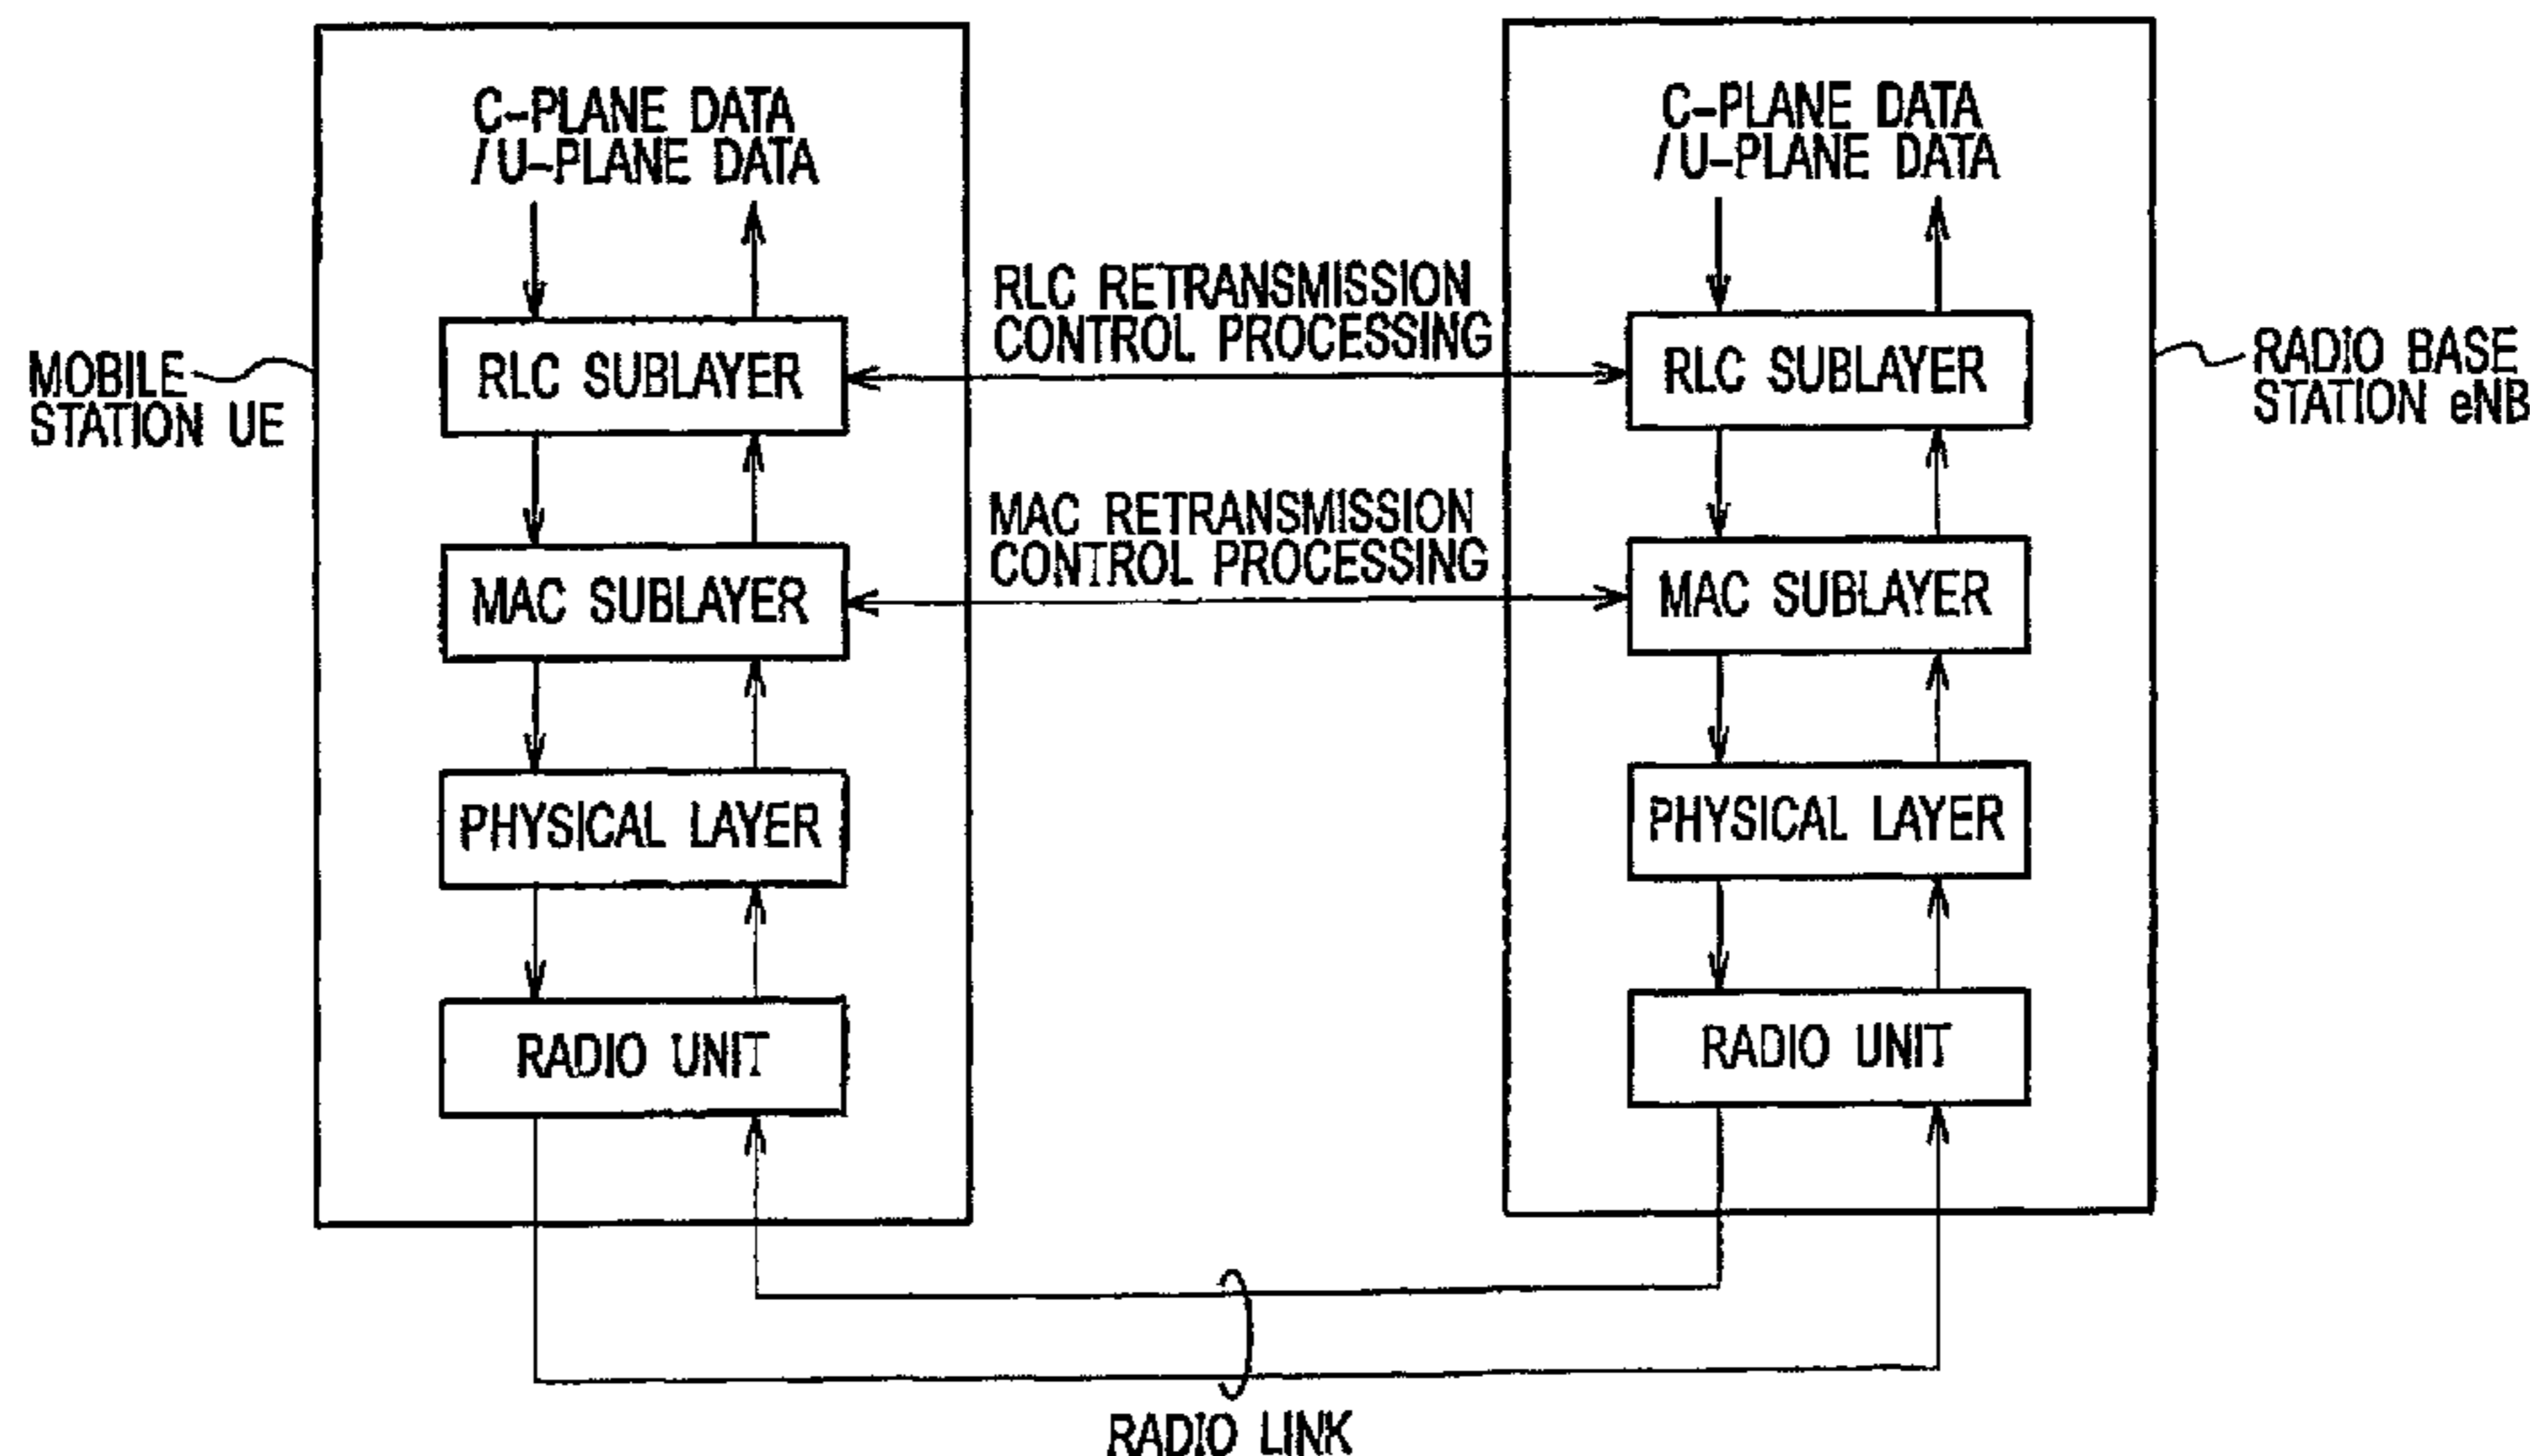 C-PLANE DATA
/U-PLANE DATA
C-PLANE DATA
/U-PLANE DATA
RLC RETRANSMISSION
CONTROL PROCESSING
MOBILE
STATION UE
RLC SUBLAYER
RLC SUBLAYER
RADIO BASE
STATION eNB
MAC RETRANSMISSION
CONTROL PROCESSING
MAC SUBLAYER
MAC SUBLAYER
PHYSICAL LAYER
PHYSICAL LAYER
RADIO UNIT
RADIO UNIT
RADIO LINK